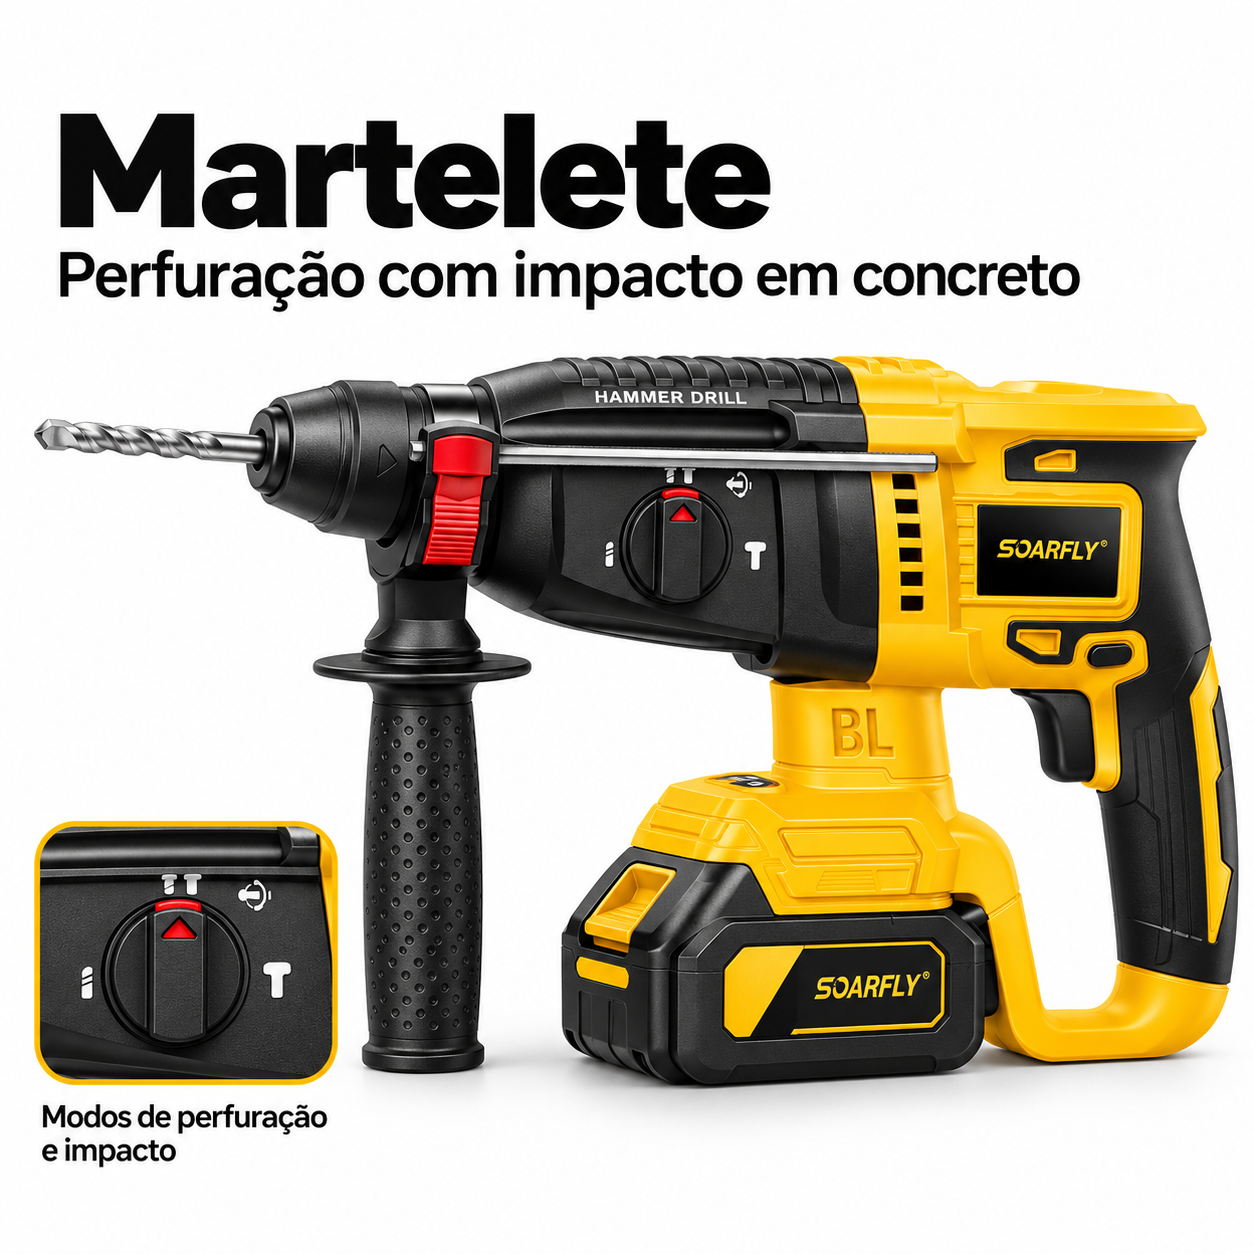 Martelete
Perfuração com impacto em concreto
HAMMER DRILL
SOARFLY®
BL
SOARFLY®
Modos de perfuração
e impacto